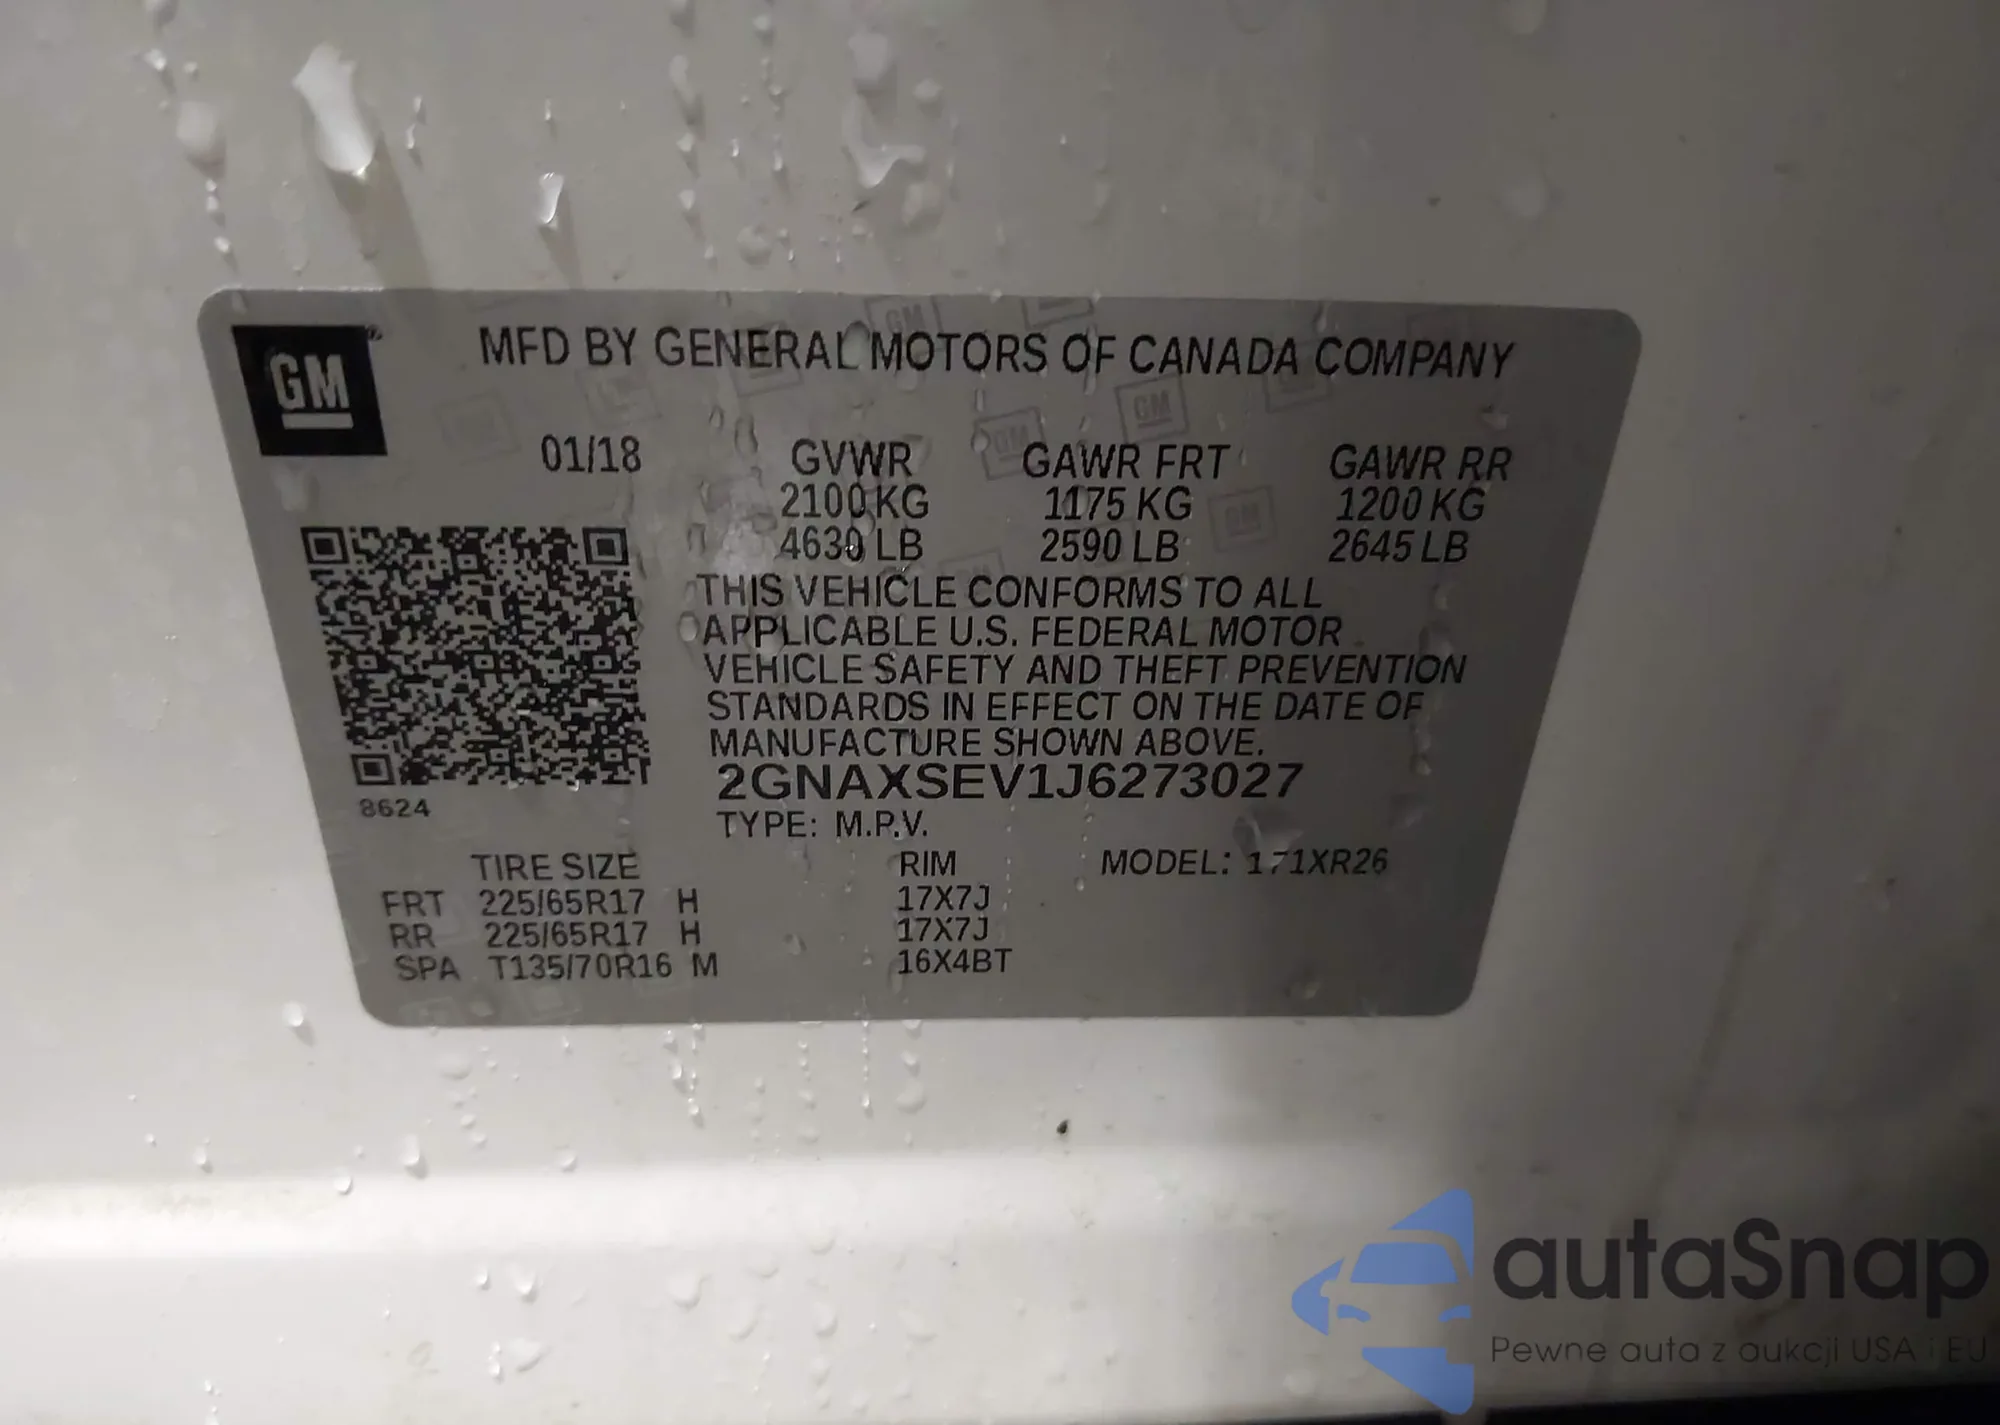 GM
MFD BY GENERAL MOTORS OF CANADA COMPANY
01/18 GVWR GAWR FRT GAWR RR
2100 KG 1175 KG 1200 KG
4630 LB 2590 LB 2645 LB
THIS VEHICLE CONFORMS TO ALL
APPLICABLE U.S. FEDERAL MOTOR
VEHICLE SAFETY AND THEFT PREVENTION
STANDARDS IN EFFECT ON THE DATE OF
MANUFACTURE SHOWN ABOVE.
2GNAXSEV1J6273027
8624
TYPE: M.P.V.
TIRE SIZE RIM MODEL: 171XR26
FRT 225/65R17 H 17X7J
RR 225/65R17 H 17X7J
SPA T135/70R16 M 16X4BT
autaSnap
Pewne auta z aukcji USA i EU